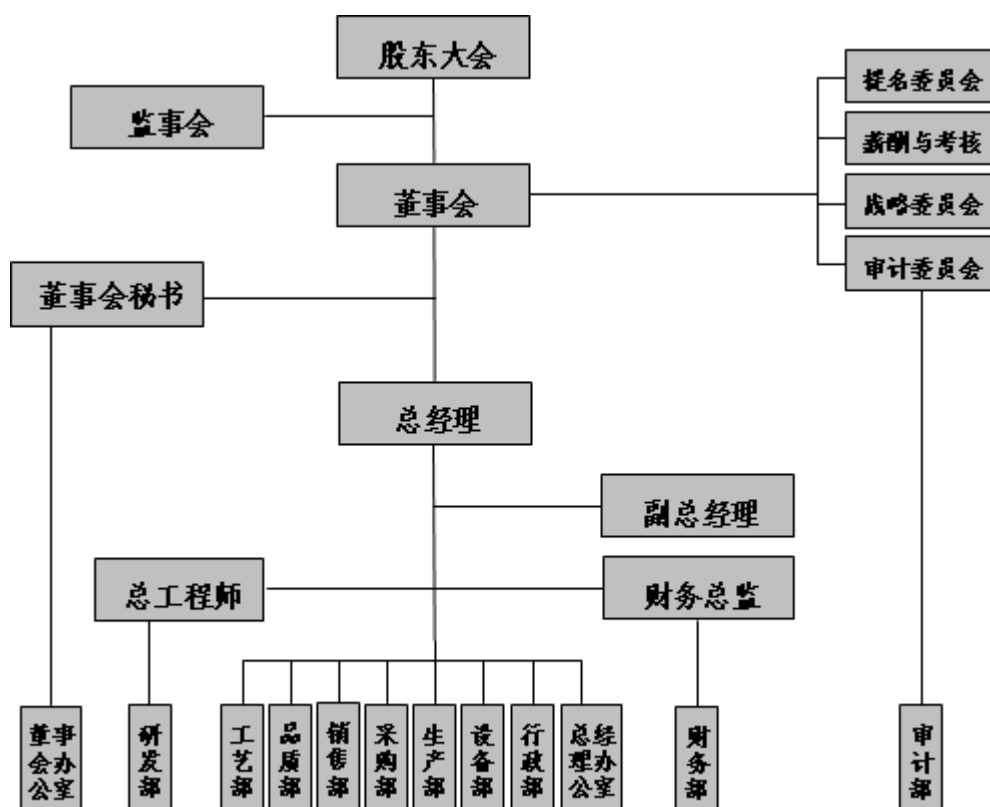 股东大会
提名委员会
监事会
薪酬与考核
董事会
战略委员会
审计委员会
董事会秘书
总经理
副总经理
总工程师
财务总监
董事会办公室
研发部
工艺部
品质部
销售部
采购部
生产部
设备部
行政部
总经理办公室
财务部
审计部